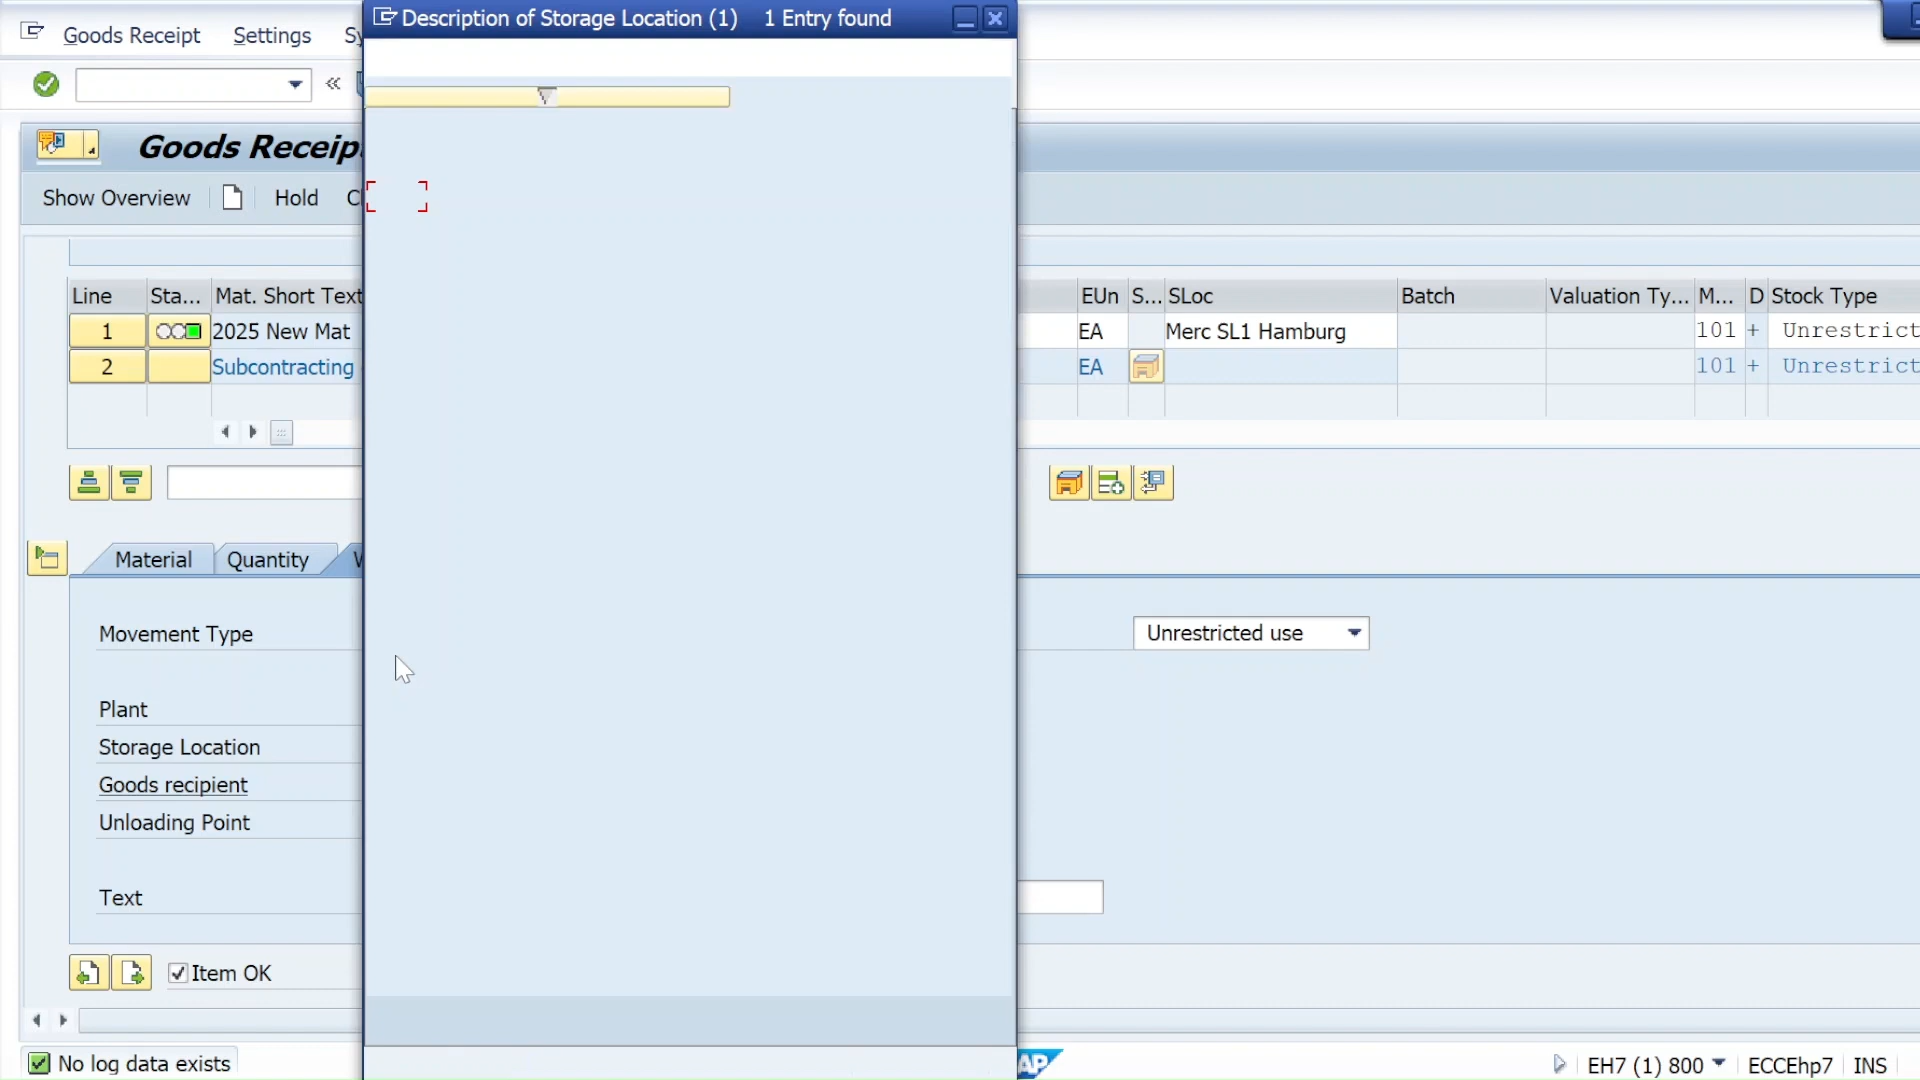 Description of Storage Location (1) 1 Entry found
Goods Receipt Settings
Goods Receip
Show Overview Hold
Line Sta... Mat. Short Text EUn S... SLoc Batch Valuation Ty... M... D Stock Type
1 2025 New Mat EA Merc SL1 Hamburg 101 + Unrestrict
2 Subcontracting EA 101 + Unrestrict
Material Quantity
Movement Type Unrestricted use
Plant
Storage Location
Goods recipient
Unloading Point
Text
Item OK
No log data exists AP EH7 (1) 800 ECCEhp7 INS